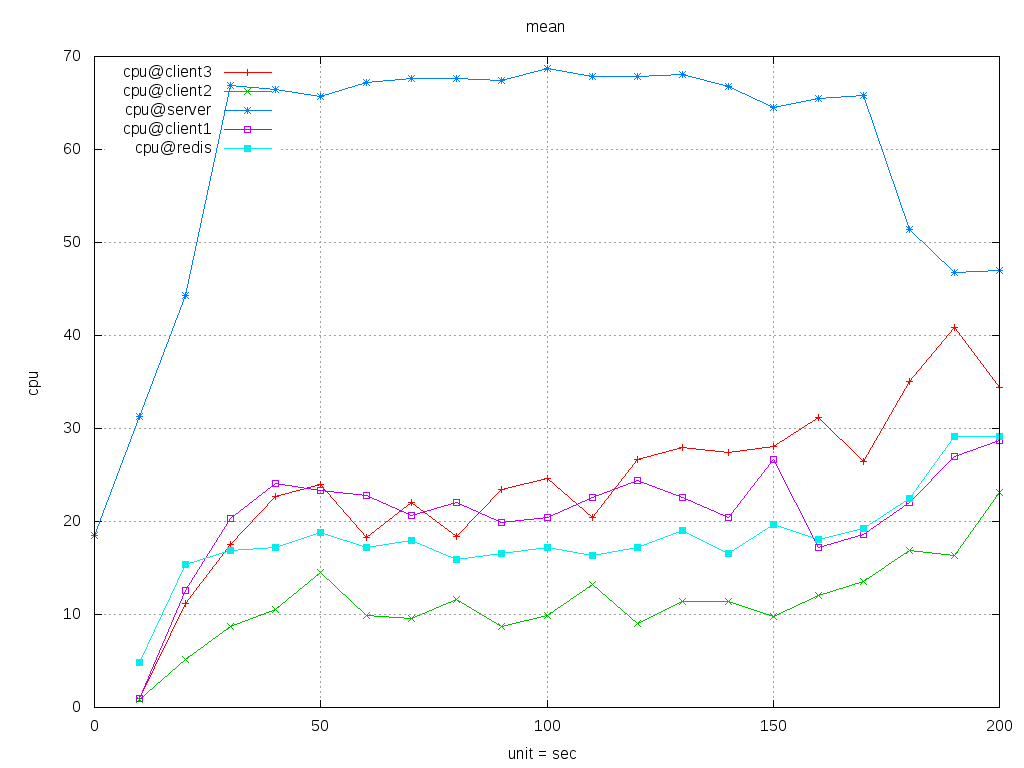 mean
70
60
50
40
30
20
10
0
cpu
cpu@client3
cpu@client2
cpu@server
cpu@client1
cpu@redis
0 50 100 150 200
unit = sec